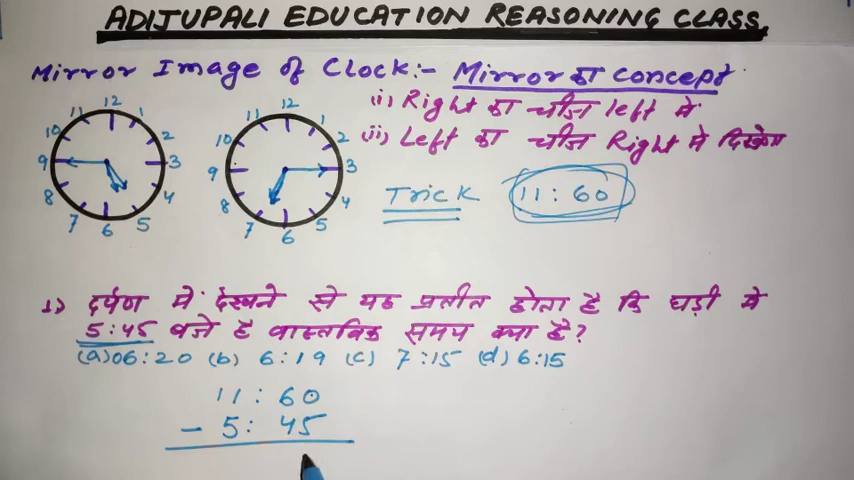 ADIJUPALI EDUCATION REASONING CLASS
Mirror Image of Clock:- Mirror का concept
(i) Right का चीज left में
(ii) Left का चीज Right में दिखेगा
12 1 2 3 4 5 6 7 8 9 10 11
12 1 2 3 4 5 6 7 8 9 10 11
Trick 11:60
1) दर्पण में देखने से यह प्रतीत होता है कि घड़ी में
5:45 बजे है वास्तविक समय क्या है?
(a) 06:20 (b) 6:19 (c) 7:15 (d) 6:15
11:60
- 5:45